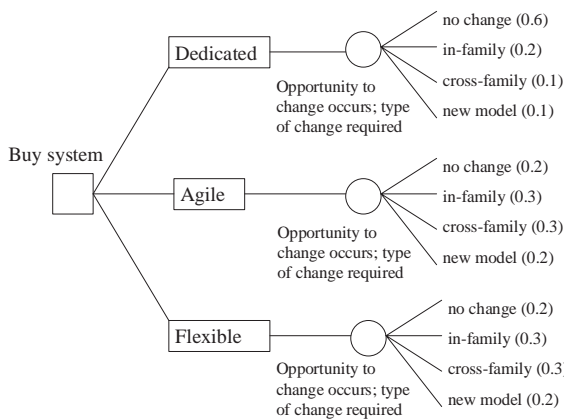 no change (0.6)
Dedicated
in-family (0.2)
cross-family (0.1)
Opportunity to
change occurs; type
of change required
new model (0.1)
Buy system
no change (0.2)
Agile
in-family (0.3)
cross-family (0.3)
Opportunity to
change occurs; type
of change required
new model (0.2)
no change (0.2)
Flexible
in-family (0.3)
cross-family (0.3)
Opportunity to
change occurs; type
of change required
new model (0.2)